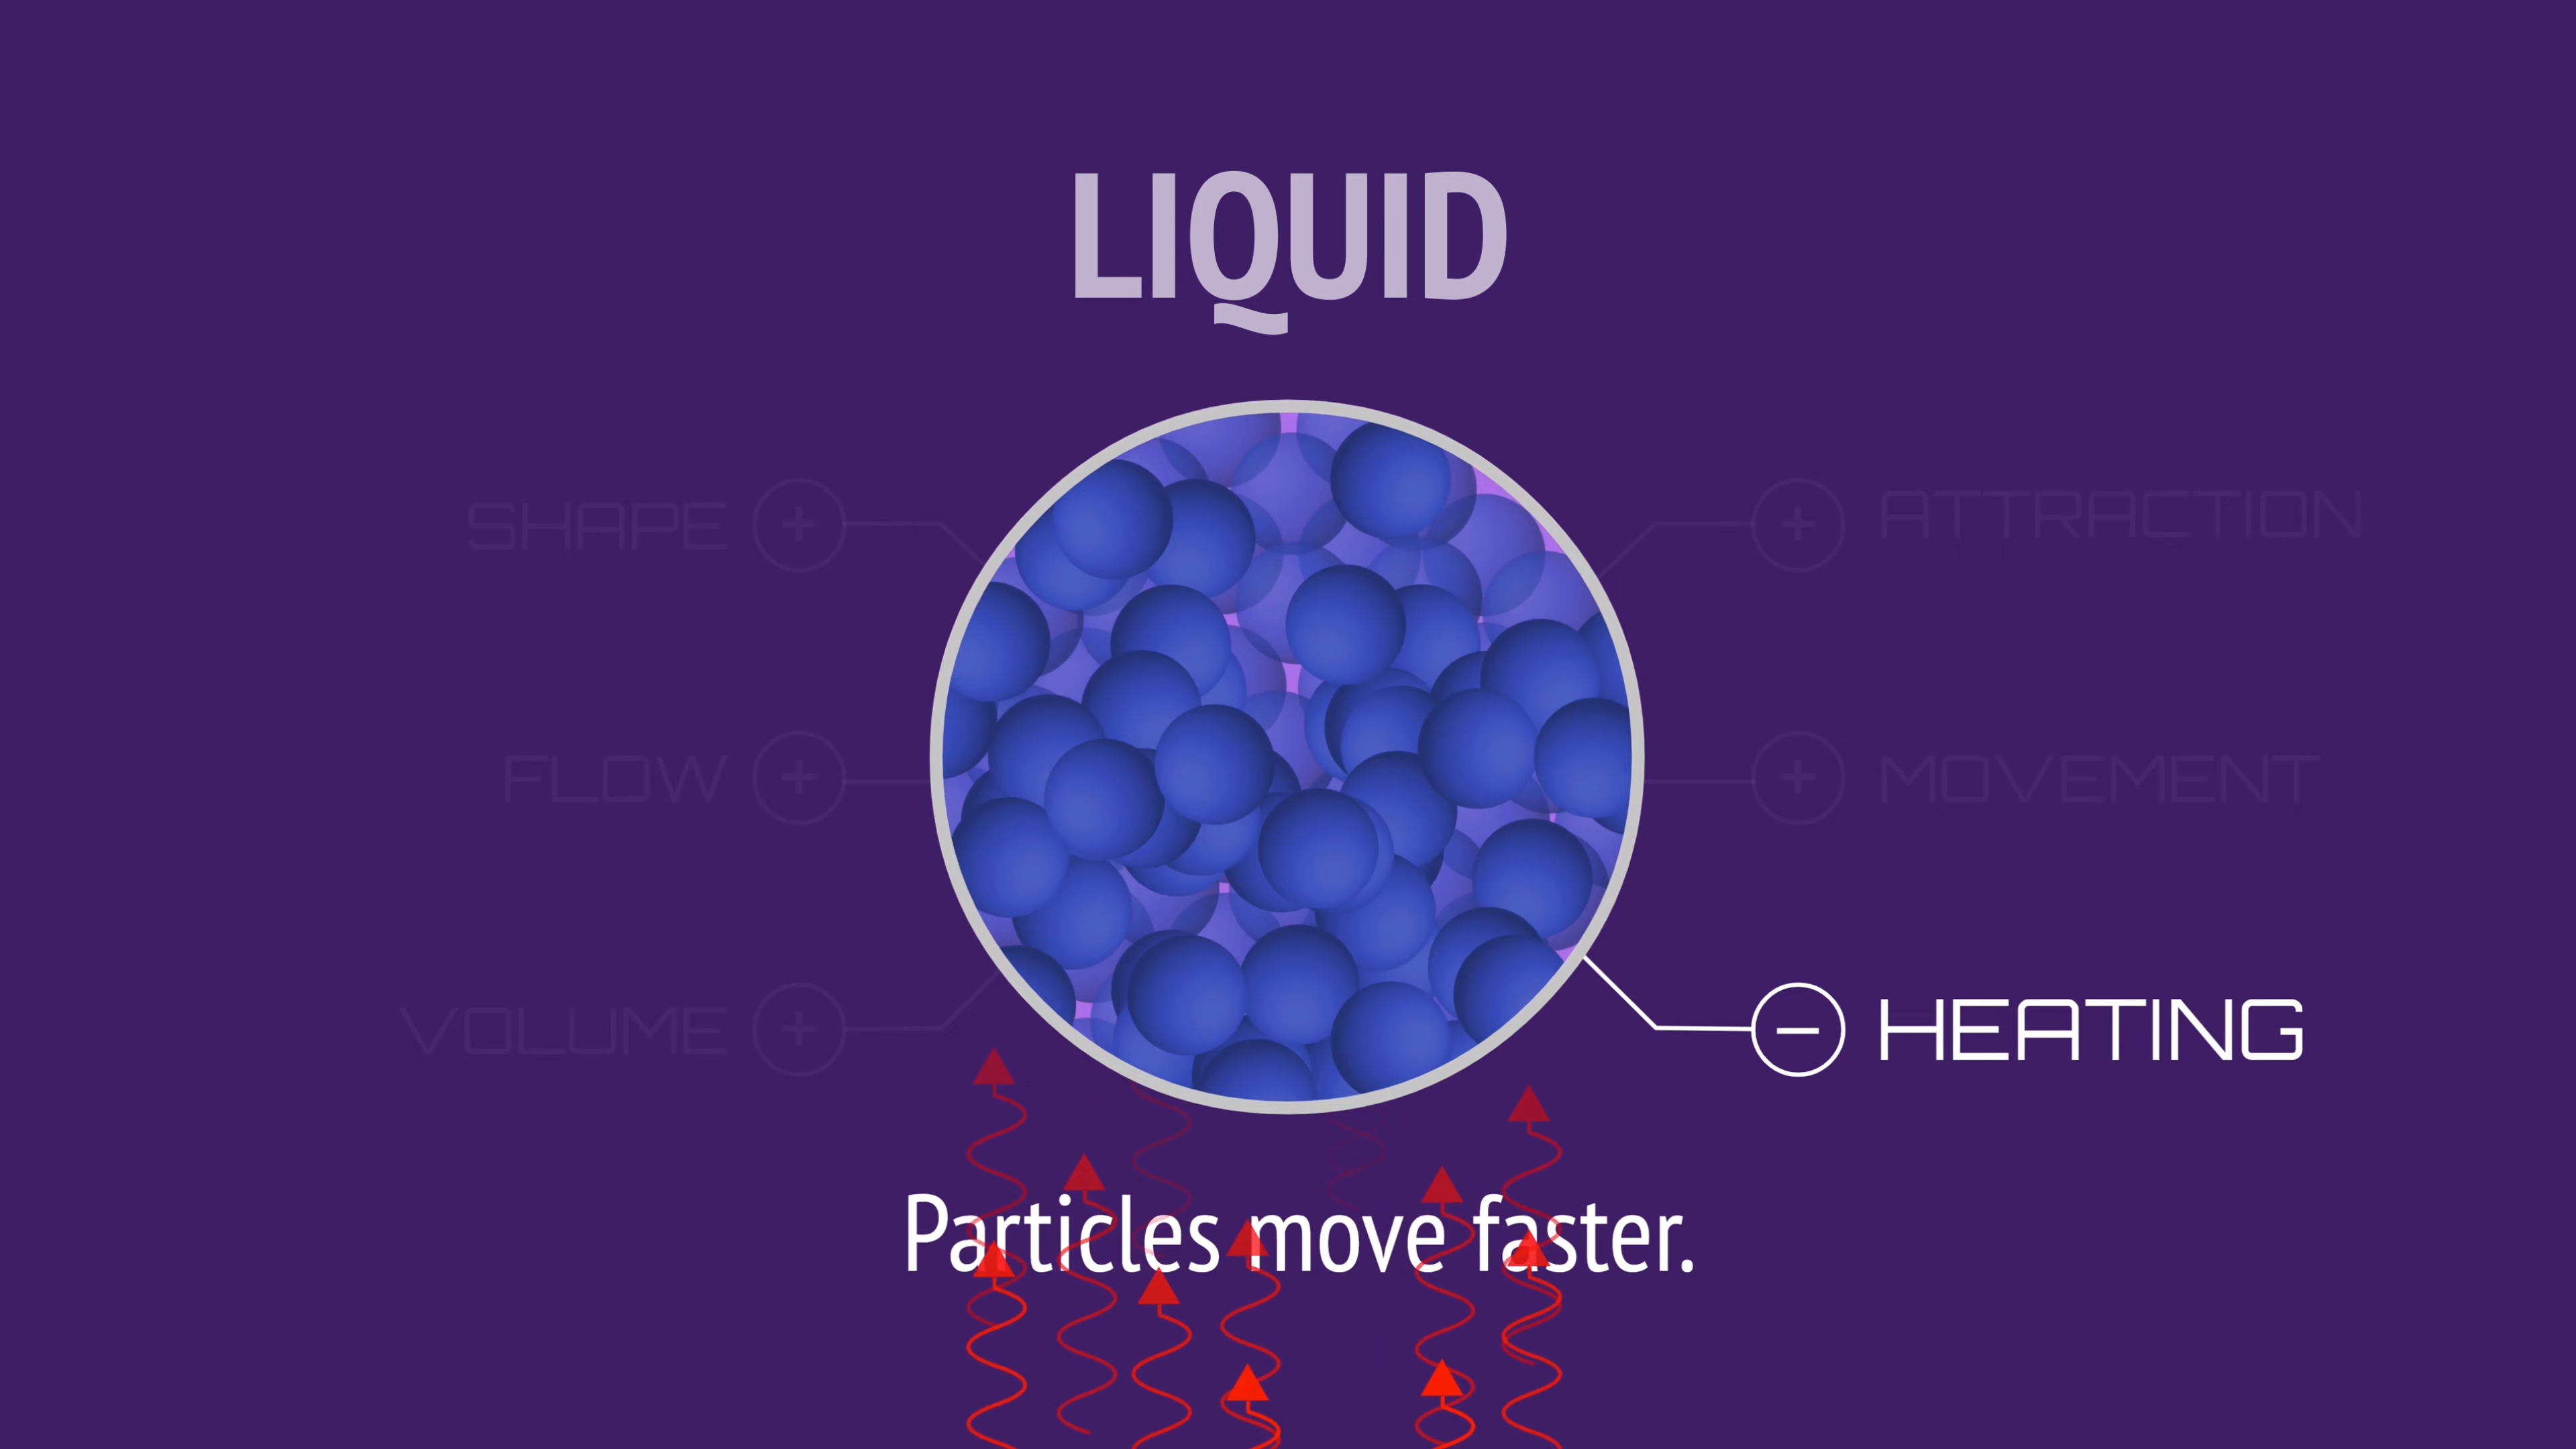 LIQUID
SHAPE
ATTRACTION
FLOW
MOVEMENT
VOLUME
HEATING
Particles move faster.